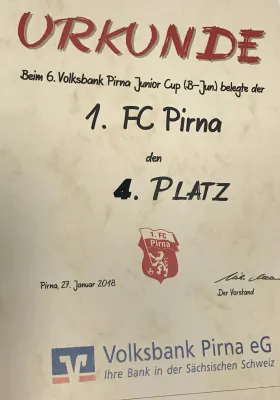 URKUNDE
Beim 6. Volksbank Pirna Junior Cup (B-Jun) belegte der
1. FC Pirna
den
4. PLATZ
1. FC
Pirna
Pirna, 27. Januar 2018
Der Vorstand
Volksbank Pirna eG
Ihre Bank in der Sächsischen Schweiz